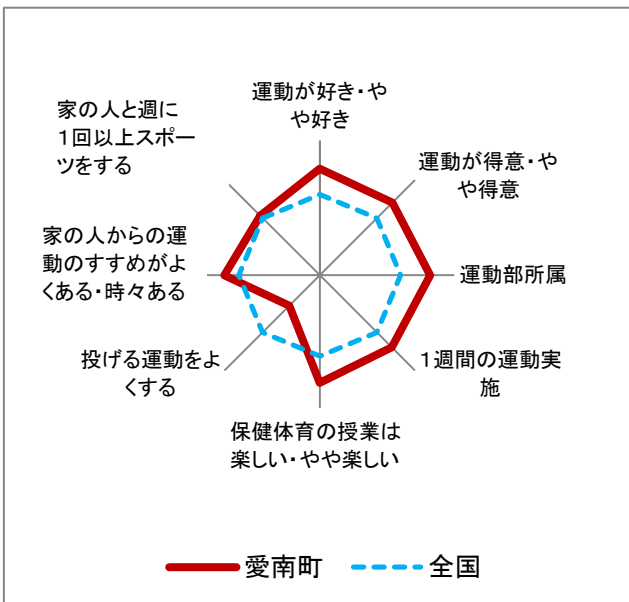 運動が好き・や
や好き
運動が得意・や
や得意
運動部所属
１週間の運動実
施
保健体育の授業は
楽しい・やや楽しい
投げる運動をよ
くする
家の人からの運
動のすすめがよ
くある・時々ある
家の人と週に
１回以上スポー
ツをする
愛南町
全国